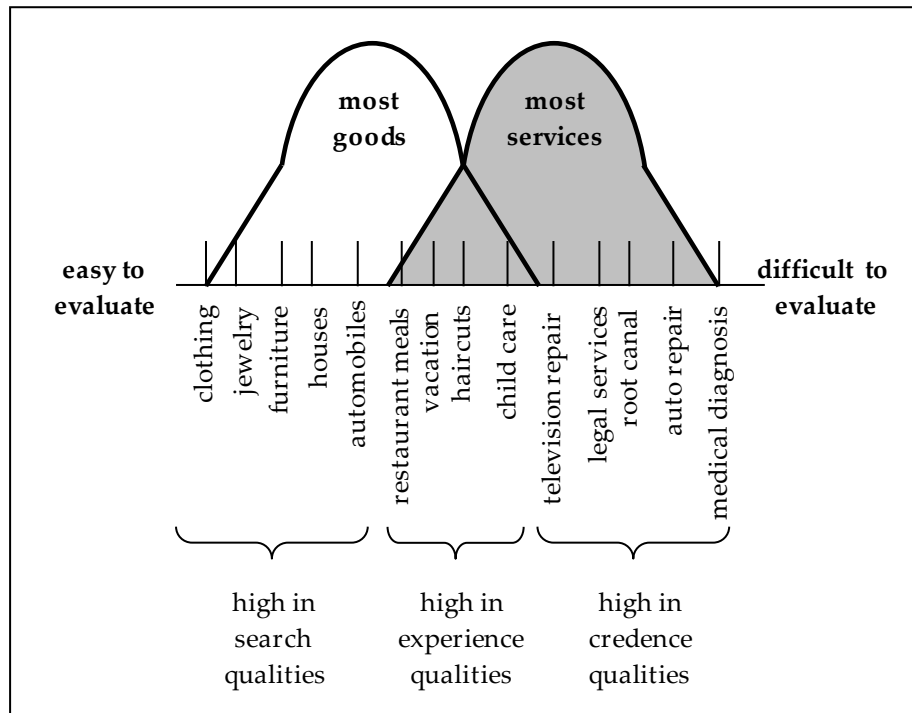 most
goods
most
services
easy to
evaluate
difficult to
evaluate
clothing
jewelry
furniture
houses
automobiles
restaurant meals
vacation
haircuts
child care
television repair
legal services
root canal
auto repair
medical diagnosis
high in
search
qualities
high in
experience
qualities
high in
credence
qualities